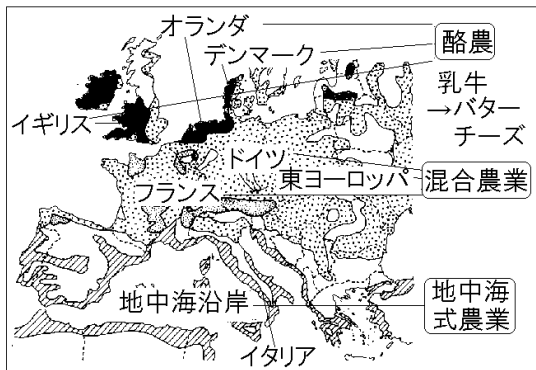 オランダ
デンマーク
酪農
乳牛
→バター
チーズ
イギリス
ドイツ
東ヨーロッパ
混合農業
フランス
地中海沿岸
地中海
式農業
イタリア